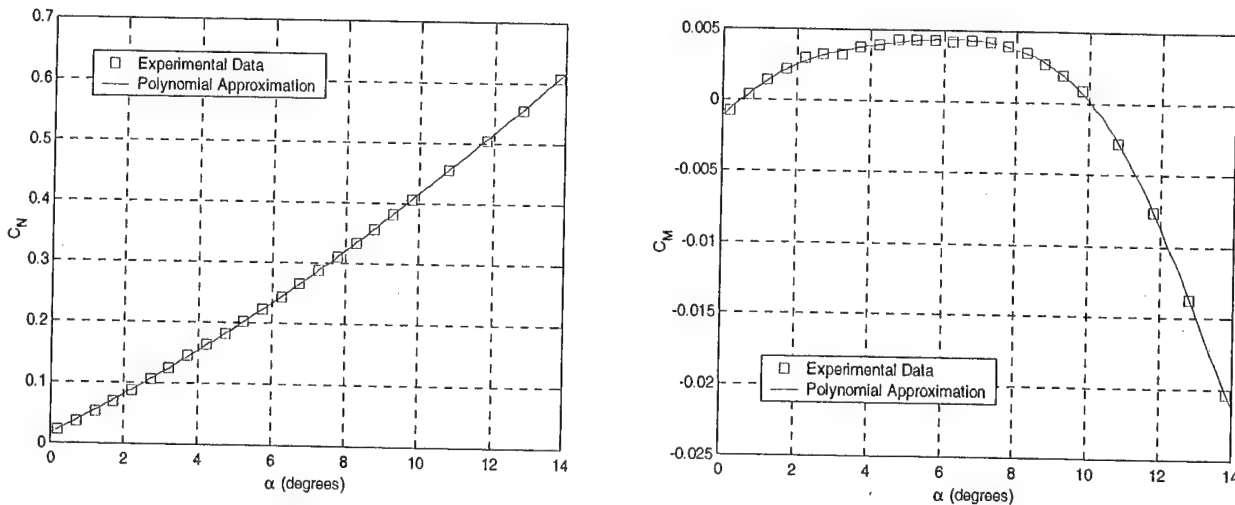 0.7
0.6
0.5
0.4
0.3
0.2
0.1
0
C_N
Experimental Data
Polynomial Approximation
0 2 4 6 8 10 12 14
α (degrees)
0.005
0
-0.005
-0.01
-0.015
-0.02
-0.025
C_M
Experimental Data
Polynomial Approximation
0 2 4 6 8 10 12 14
α (degrees)